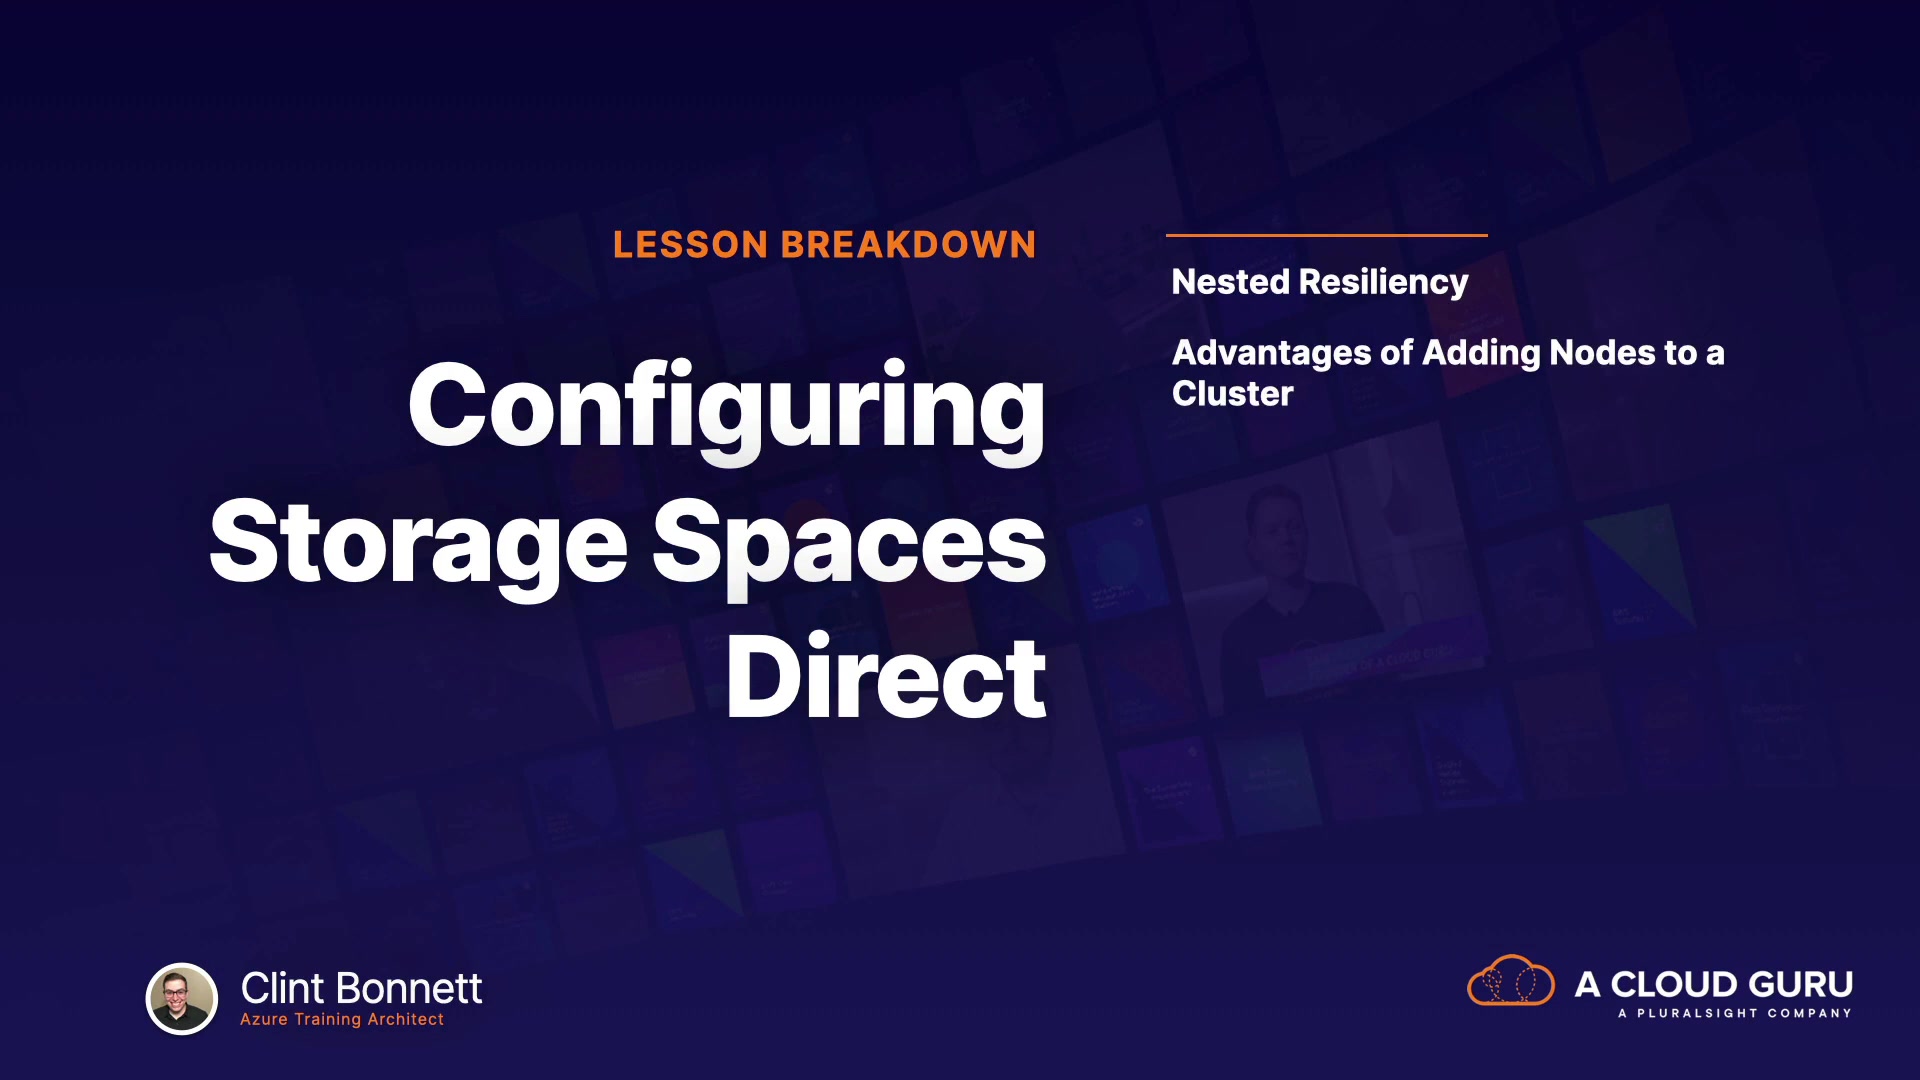 LESSON BREAKDOWN
Configuring
Storage Spaces
Direct
Nested Resiliency
Advantages of Adding Nodes to a
Cluster
Clint Bonnett
Azure Training Architect
A CLOUD GURU
A PLURALSIGHT COMPANY